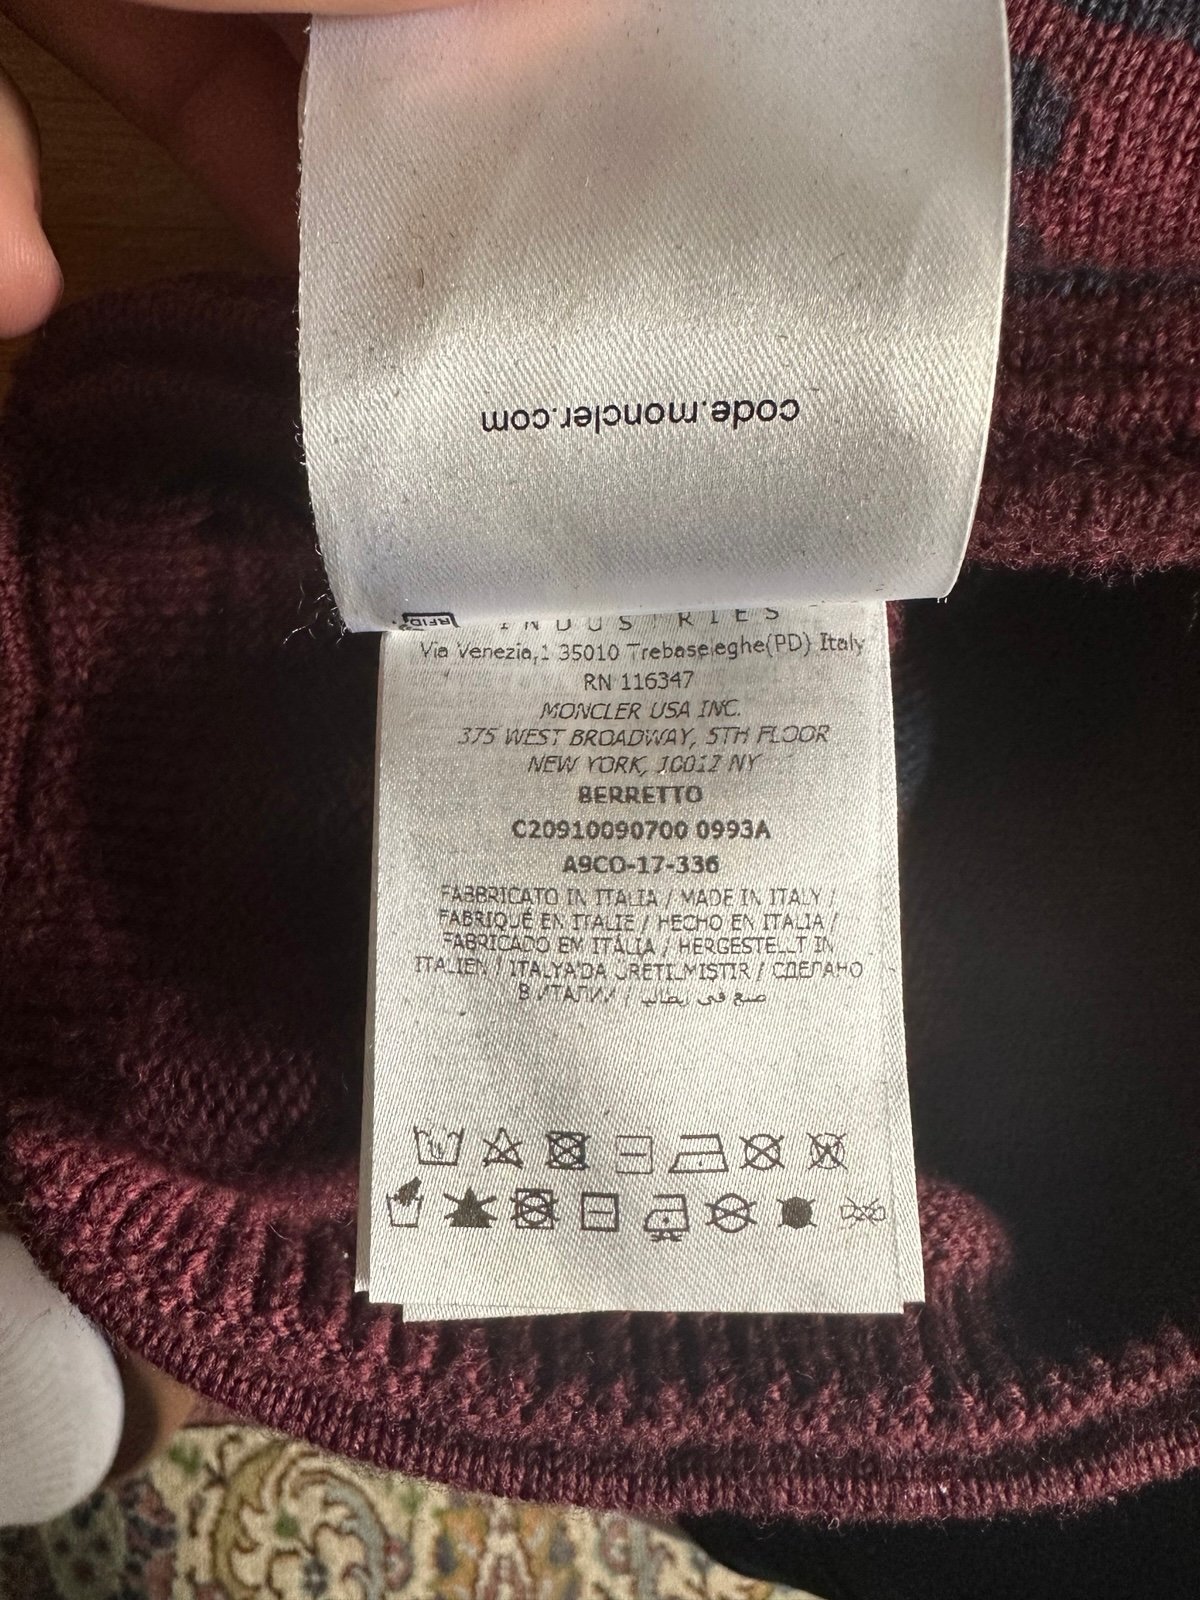 code.moncler.com
RFID
INDUSTRIES
Via Venezia,1 35010 Trebaseleghe(PD) Italy
RN 116347
MONCLER USA INC.
375 WEST BROADWAY, 5TH FLOOR
NEW YORK, 10012 NY
BERRETTO
C20910090700 0993A
A9CO-17-336
FABBRICATO IN ITALIA / MADE IN ITALY /
FABRIQUÉ EN ITALIE / HECHO EN ITALIA /
FABRICADO EM ITÁLIA / HERGESTELLT IN
ITALIEN / ITALYA'DA ÜRETILMISTIR / СДЕЛАНО
В ИТАЛИИ / صنع في إيطاليا